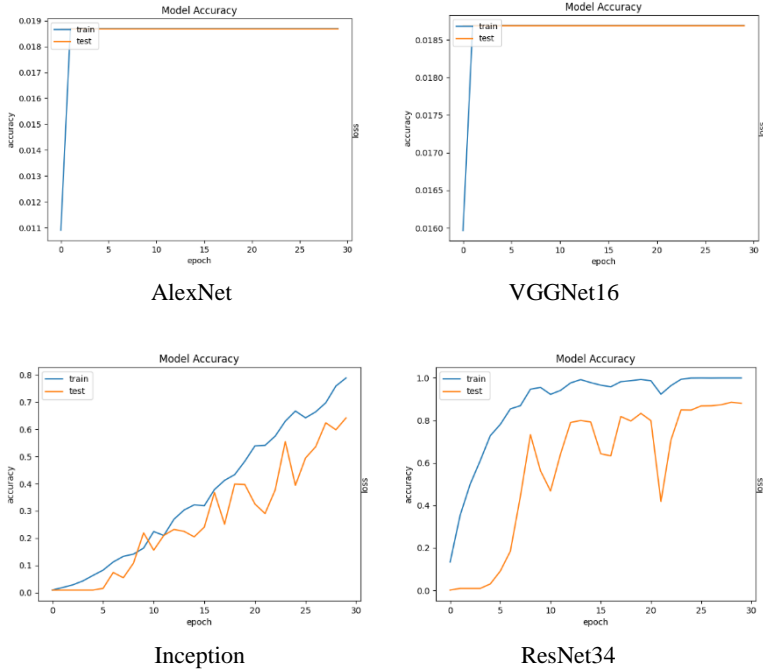 Model Accuracy
train
test
0.019
0.018
0.017
0.016
0.015
0.014
0.013
0.012
0.011
accuracy
0 5 10 15 20 25 30
epoch
loss
AlexNet
Model Accuracy
train
test
0.0185
0.0180
0.0175
0.0170
0.0165
0.0160
accuracy
0 5 10 15 20 25 30
epoch
VGGNet16
Model Accuracy
train
test
0.8
0.7
0.6
0.5
0.4
0.3
0.2
0.1
0.0
accuracy
0 5 10 15 20 25 30
epoch
loss
Inception
Model Accuracy
train
test
1.0
0.8
0.6
0.4
0.2
0.0
accuracy
0 5 10 15 20 25 30
epoch
loss
ResNet34